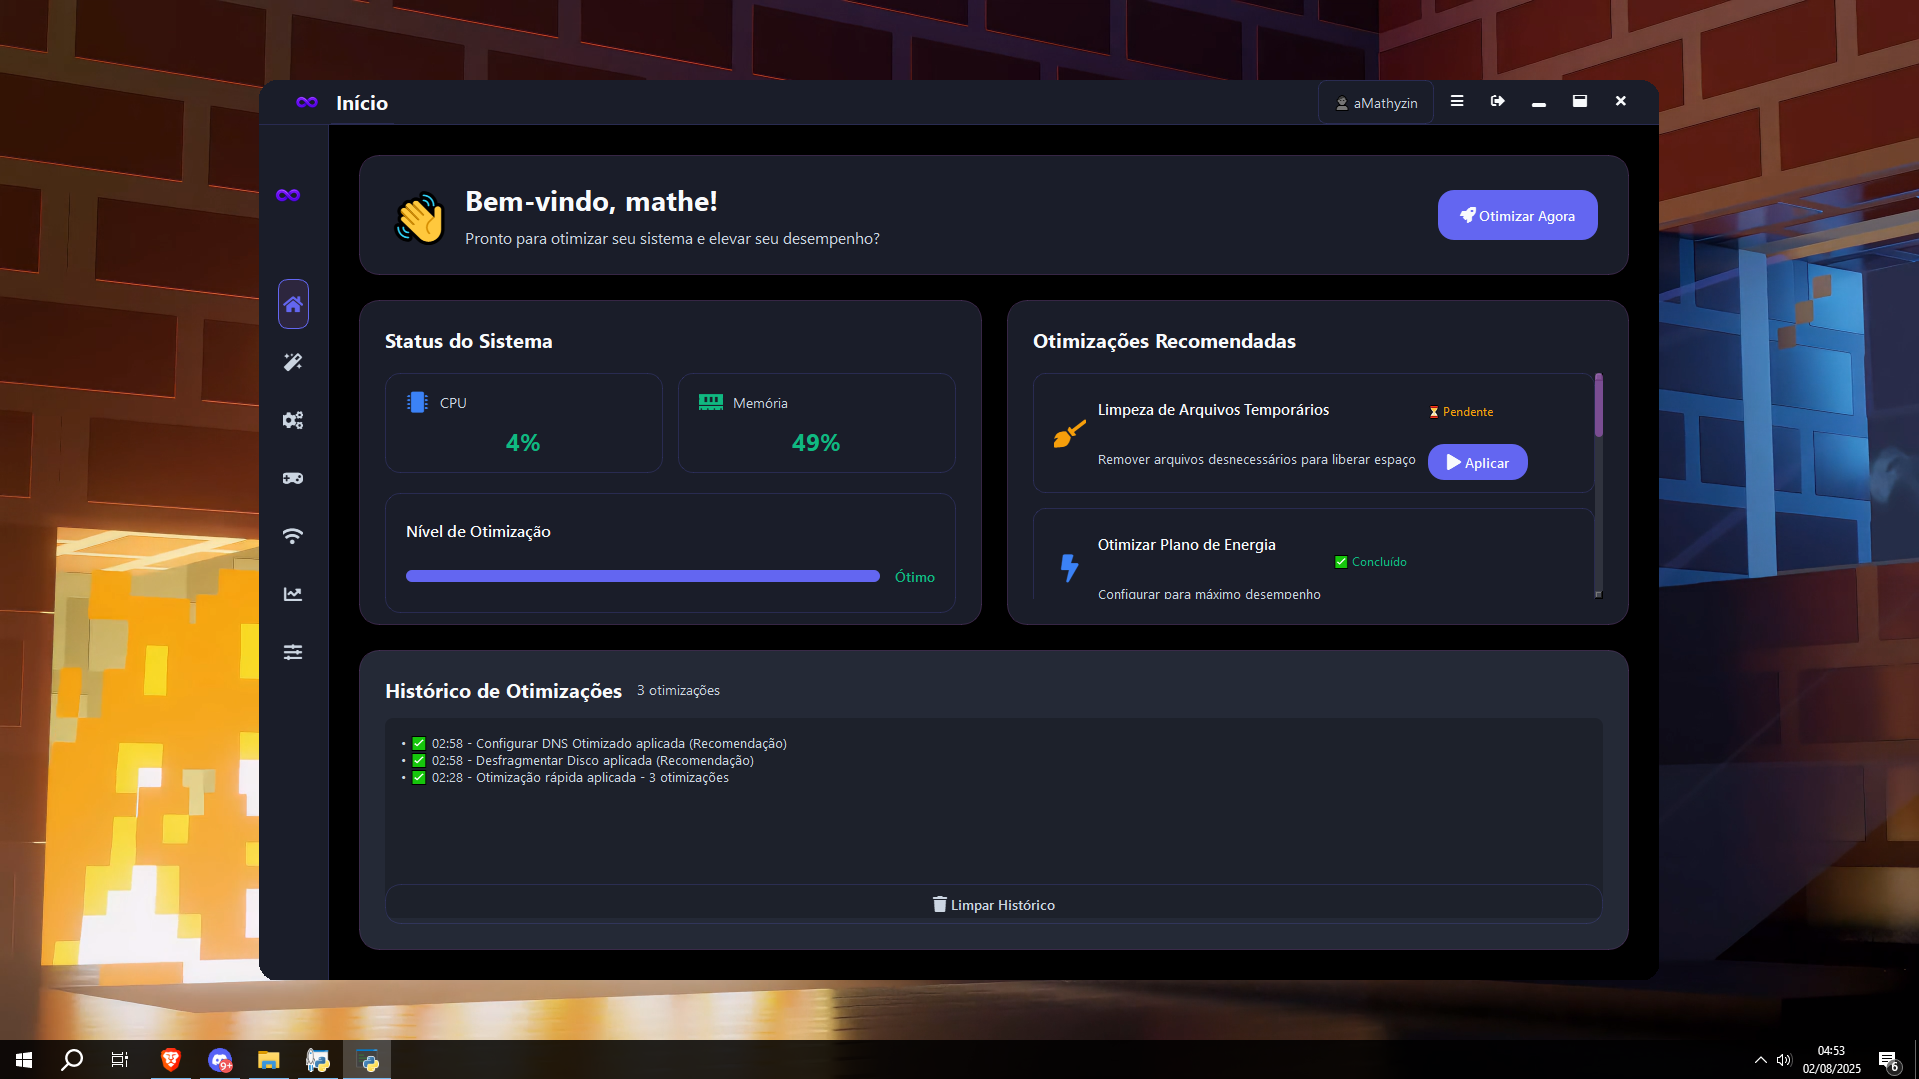 Início
aMathyzin
Bem-vindo, mathe!
Pronto para otimizar seu sistema e elevar seu desempenho?
Otimizar Agora
Status do Sistema
CPU
4%
Memória
49%
Nível de Otimização
Ótimo
Otimizações Recomendadas
Limpeza de Arquivos Temporários
Pendente
Remover arquivos desnecessários para liberar espaço
Aplicar
Otimizar Plano de Energia
Concluído
Configurar para máximo desempenho
Histórico de Otimizações 3 otimizações
• ✅ 02:58 - Configurar DNS Otimizado aplicada (Recomendação)
• ✅ 02:58 - Desfragmentar Disco aplicada (Recomendação)
• ✅ 02:28 - Otimização rápida aplicada - 3 otimizações
Limpar Histórico
9+
04:53
02/08/2025
6